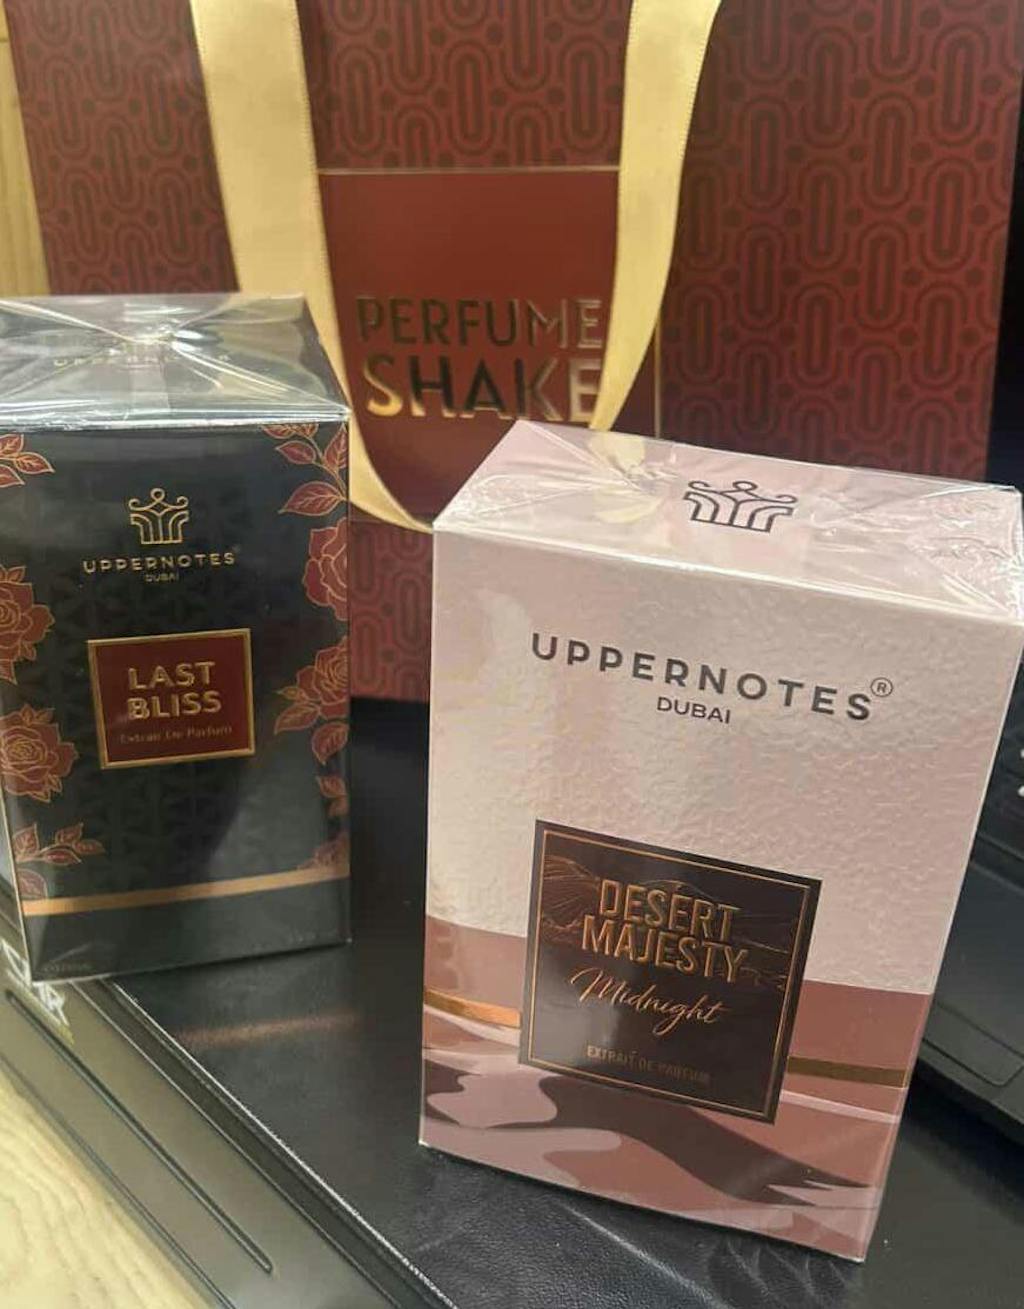 PERFUME
SHAKE
UPPERNOTES
DUBAI
LAST
BLISS
Extrait De Parfum
UPPERNOTES®
DUBAI
DESERT
MAJESTY
Midnight
EXTRAIT DE PARFUM